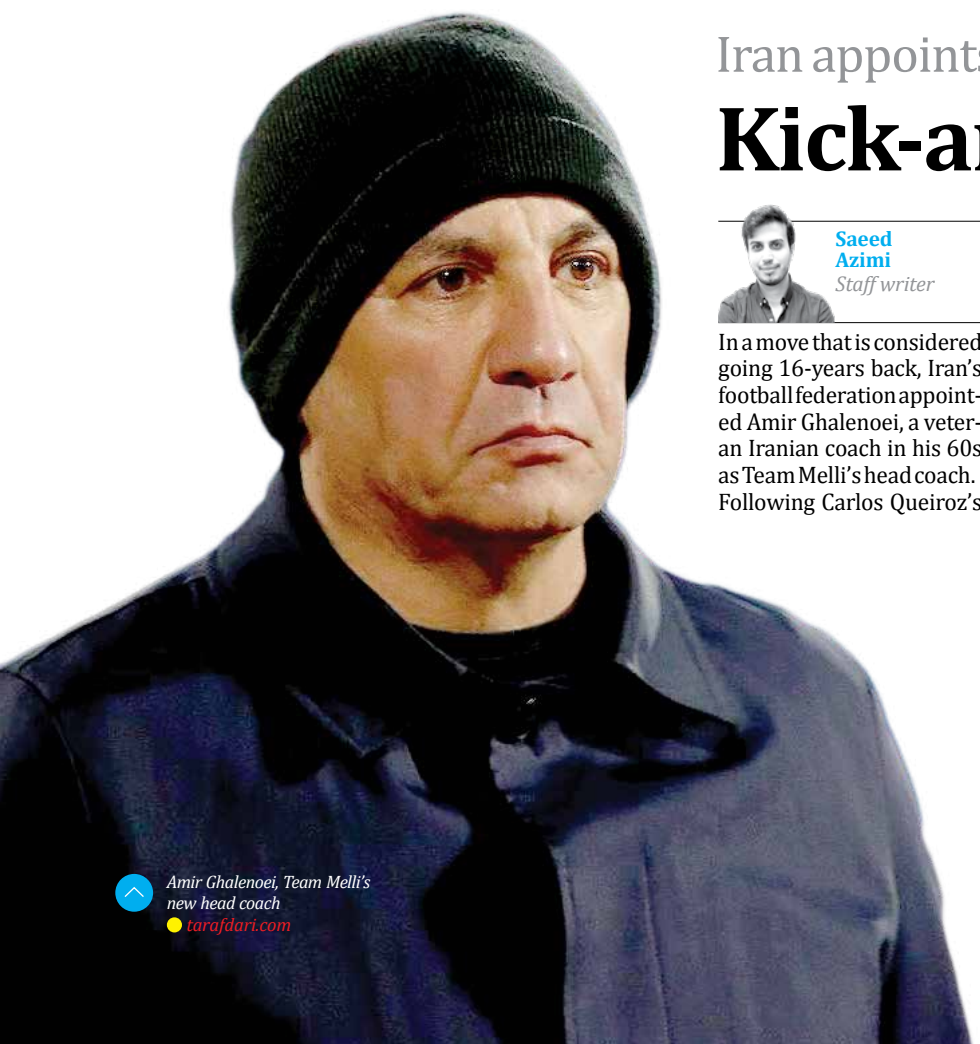 Iran appoints
Kick-a
Saeed
Azimi
Staff writer
In a move that is considered
going 16-years back, Iran's
football federation appoint-
ed Amir Ghalenoei, a veter-
an Iranian coach in his 60s
as Team Melli's head coach.
Following Carlos Queiroz's
Amir Ghalenoei, Team Melli's
new head coach
tarafdari.com